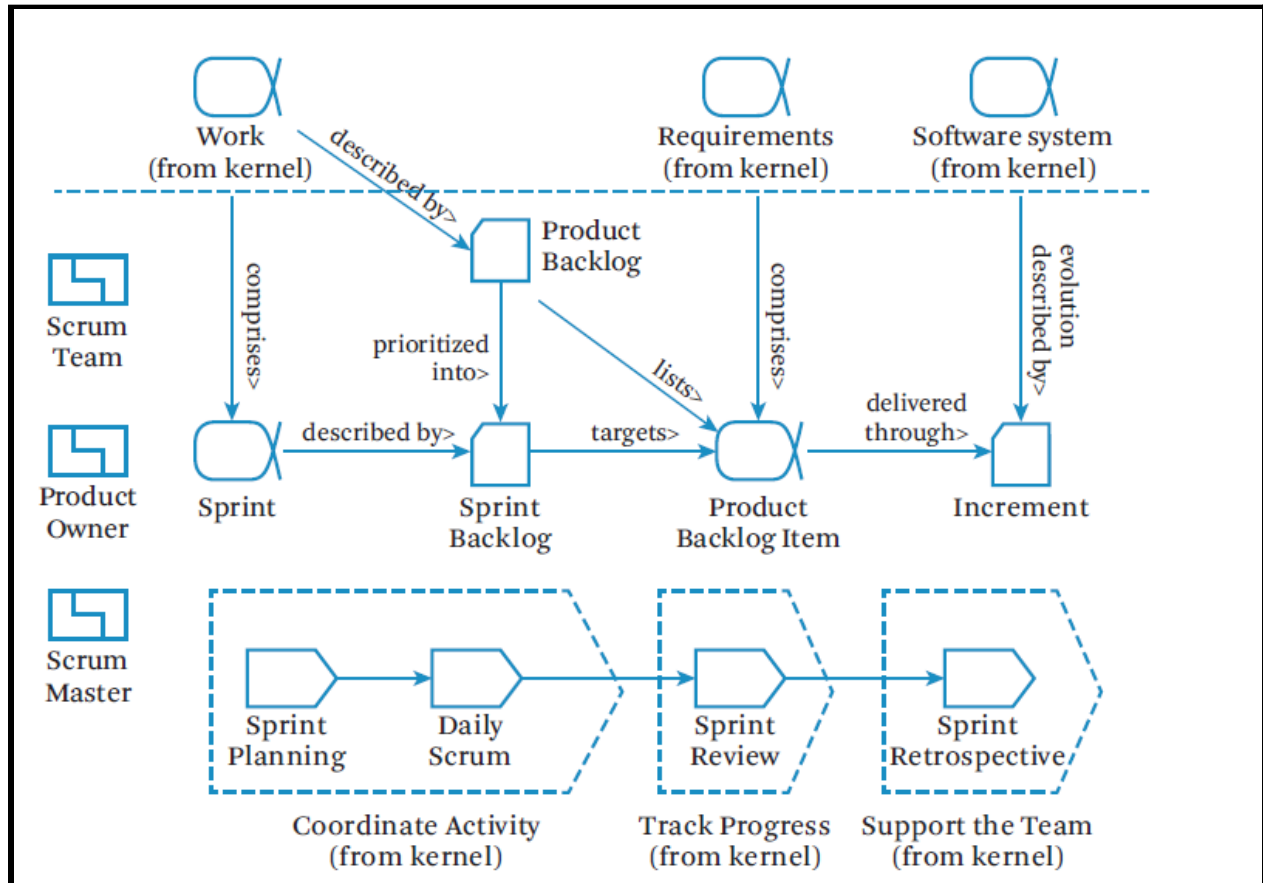 Work
(from kernel)
described by>
Requirements
(from kernel)
Software system
(from kernel)
Product
Backlog
Scrum
Team
comprises>
prioritized
into>
lists>
comprises>
evolution
described by>
Product
Owner
Sprint
described by>
Sprint
Backlog
targets>
Product
Backlog Item
delivered
through>
Increment
Scrum
Master
Sprint
Planning
Daily
Scrum
Sprint
Review
Sprint
Retrospective
Coordinate Activity
(from kernel)
Track Progress
(from kernel)
Support the Team
(from kernel)